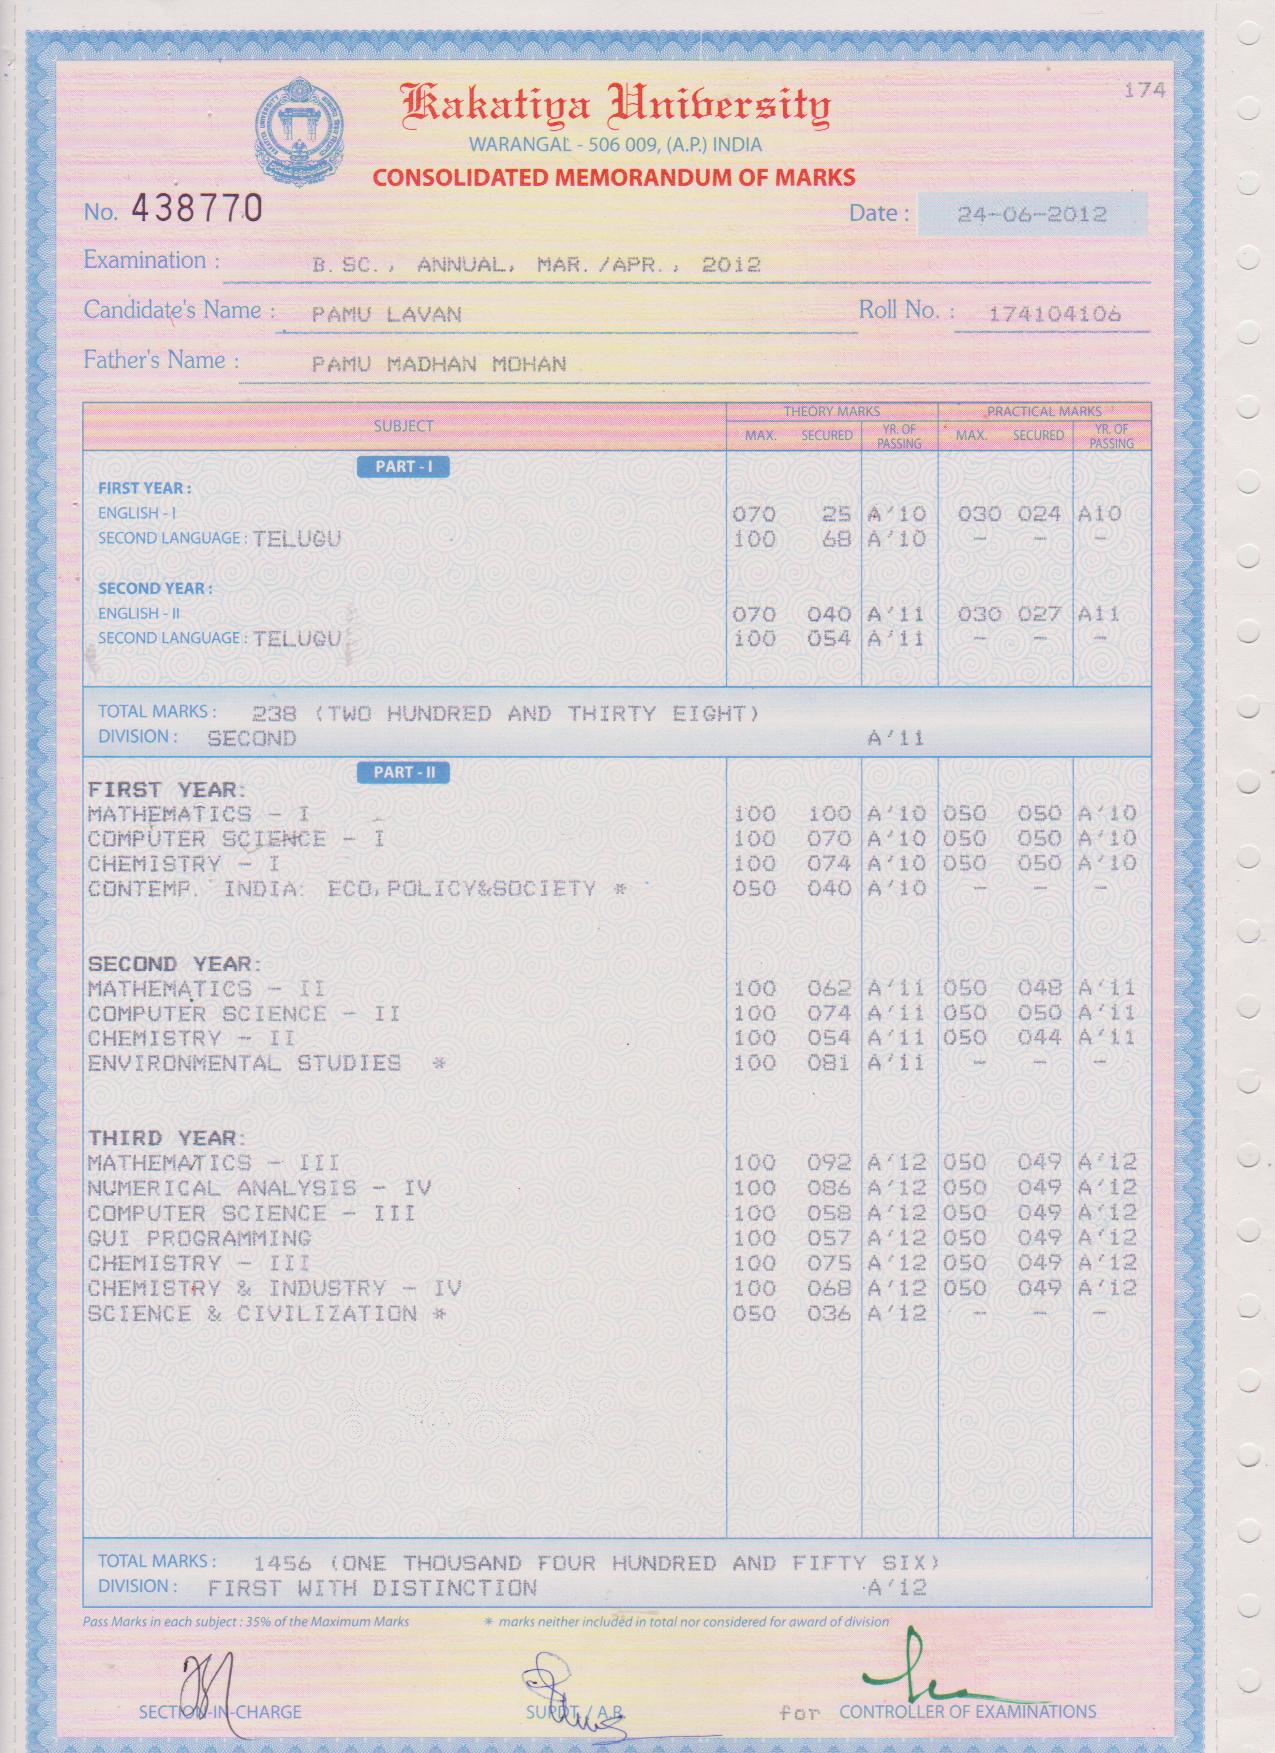 174
Kakatiya University
WARANGAL - 506 009, (A.P.) INDIA
CONSOLIDATED MEMORANDUM OF MARKS
No. 438770 Date : 24-06-2012
Examination : B.SC., ANNUAL, MAR./APR., 2012
Candidate's Name : PAMU LAVAN Roll No. : 174104106
Father's Name : PAMU MADHAN MOHAN
SUBJECT THEORY MARKS PRACTICAL MARKS
MAX. SECURED YR. OF PASSING MAX. SECURED YR. OF PASSING
PART - I
FIRST YEAR :
ENGLISH - I 070 25 A'10 030 024 A10
SECOND LANGUAGE : TELUGU 100 68 A'10 - - -
SECOND YEAR :
ENGLISH - II 070 040 A'11 030 027 A11
SECOND LANGUAGE : TELUGU 100 054 A'11 - - -
TOTAL MARKS : 238 (TWO HUNDRED AND THIRTY EIGHT)
DIVISION : SECOND A'11
PART - II
FIRST YEAR:
MATHEMATICS - I 100 100 A'10 050 050 A'10
COMPUTER SCIENCE - I 100 070 A'10 050 050 A'10
CHEMISTRY - I 100 074 A'10 050 050 A'10
CONTEMP. INDIA: ECO,POLICY&SOCIETY * 050 040 A'10 - - -
SECOND YEAR:
MATHEMATICS - II 100 062 A'11 050 048 A'11
COMPUTER SCIENCE - II 100 074 A'11 050 050 A'11
CHEMISTRY - II 100 054 A'11 050 044 A'11
ENVIRONMENTAL STUDIES * 100 081 A'11 - - -
THIRD YEAR:
MATHEMATICS - III 100 092 A'12 050 049 A'12
NUMERICAL ANALYSIS - IV 100 086 A'12 050 049 A'12
COMPUTER SCIENCE - III 100 058 A'12 050 049 A'12
GUI PROGRAMMING 100 057 A'12 050 049 A'12
CHEMISTRY - III 100 075 A'12 050 049 A'12
CHEMISTRY & INDUSTRY - IV 100 068 A'12 050 049 A'12
SCIENCE & CIVILIZATION * 050 036 A'12 - - -
TOTAL MARKS : 1456 (ONE THOUSAND FOUR HUNDRED AND FIFTY SIX)
DIVISION : FIRST WITH DISTINCTION A'12
Pass Marks in each subject : 35% of the Maximum Marks * marks neither included in total nor considered for award of division
SECTION-IN-CHARGE SUPDT. / A.R. for CONTROLLER OF EXAMINATIONS